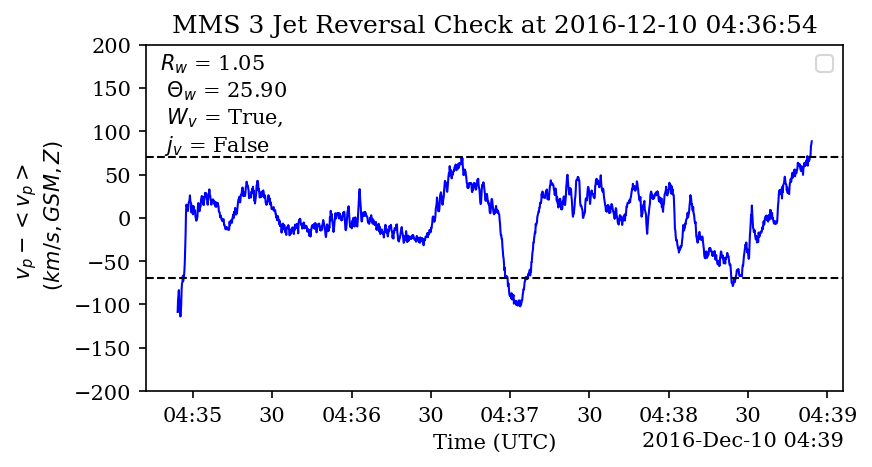 MMS 3 Jet Reversal Check at 2016-12-10 04:36:54
R_w = 1.05
Θ_w = 25.90
W_v = True,
j_v = False
v_p − < v_p >
(km/s, GSM, Z)
200
150
100
50
0
−50
−100
−150
−200
04:35 30 04:36 30 04:37 30 04:38 30 04:39
Time (UTC)
2016-Dec-10 04:39